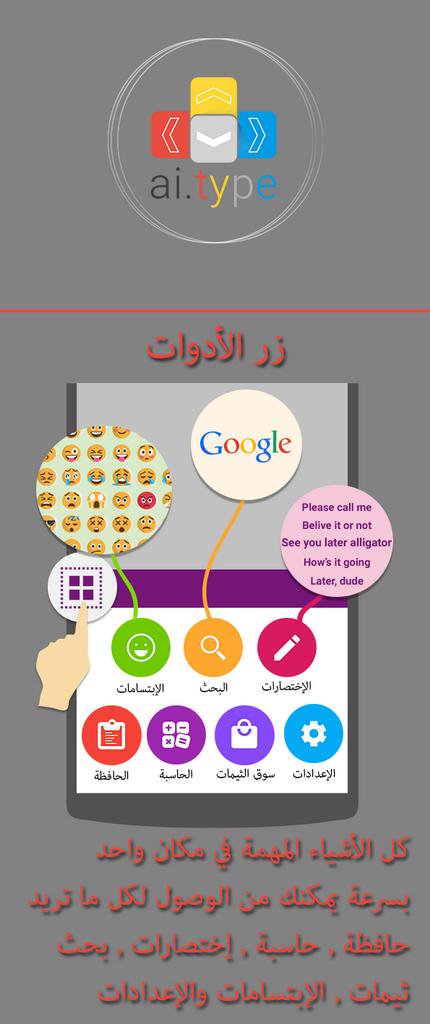 ai.type
زر الأدوات
Google
Please call me
Belive it or not
See you later alligator
How's it going
Later, dude
الإختصارات
البحث
الإبتسامات
الإعدادات
سوق الثيمات
الحاسبة
الحافظة
كل الأشياء المهمة في مكان واحد
بسرعة يمكنك من الوصول لكل ما تريد
حافظة , حاسبة , إختصارات , بحث
ثيمات , الإبتسامات والإعدادات